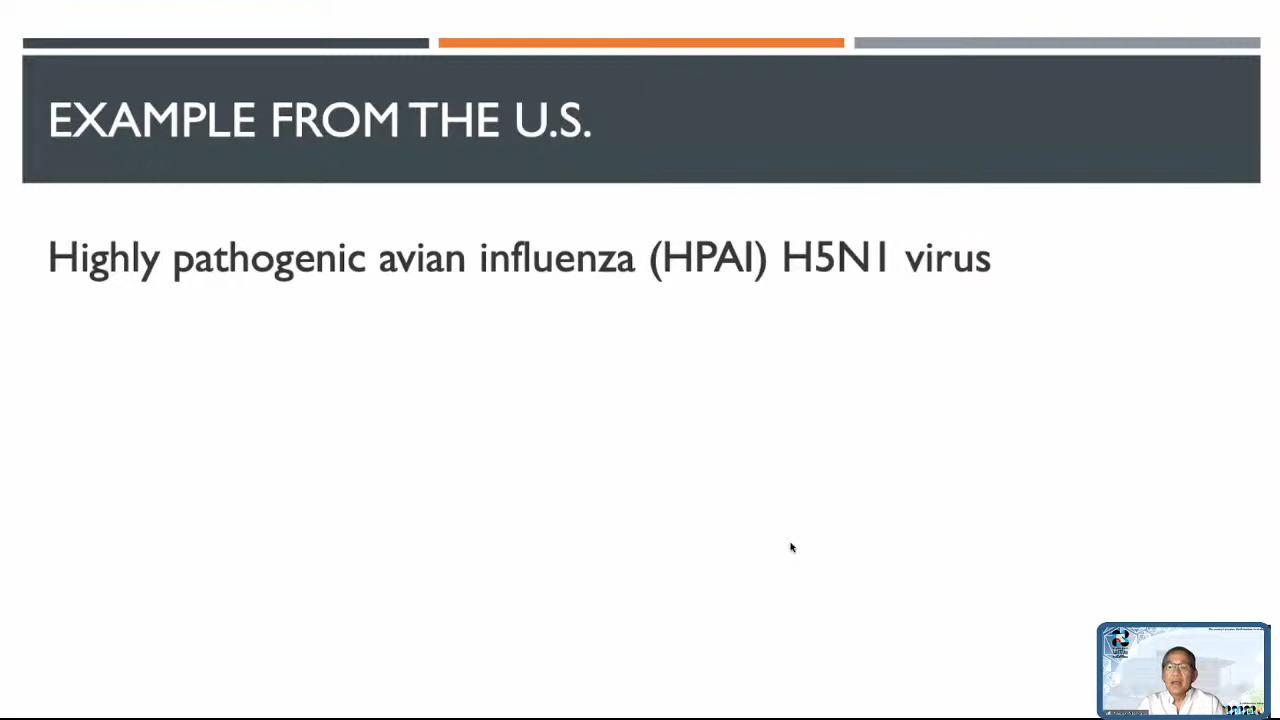 EXAMPLE FROM THE U.S.
Highly pathogenic avian influenza (HPAI) H5N1 virus